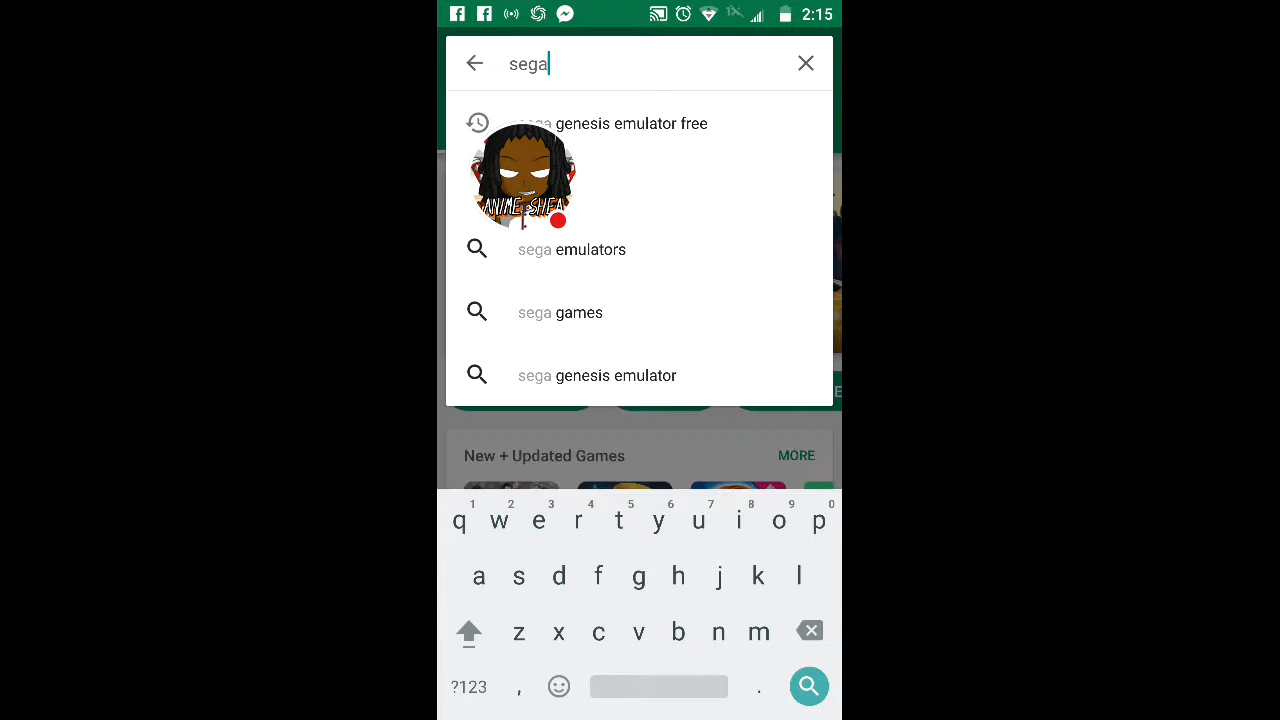 2:15
sega
sega genesis emulator free
ANIME SHEA
sega emulators
sega games
sega genesis emulator
New + Updated Games MORE
1 2 3 4 5 6 7 8 9 0
q w e r t y u i o p
a s d f g h j k l
z x c v b n m
?123 , .